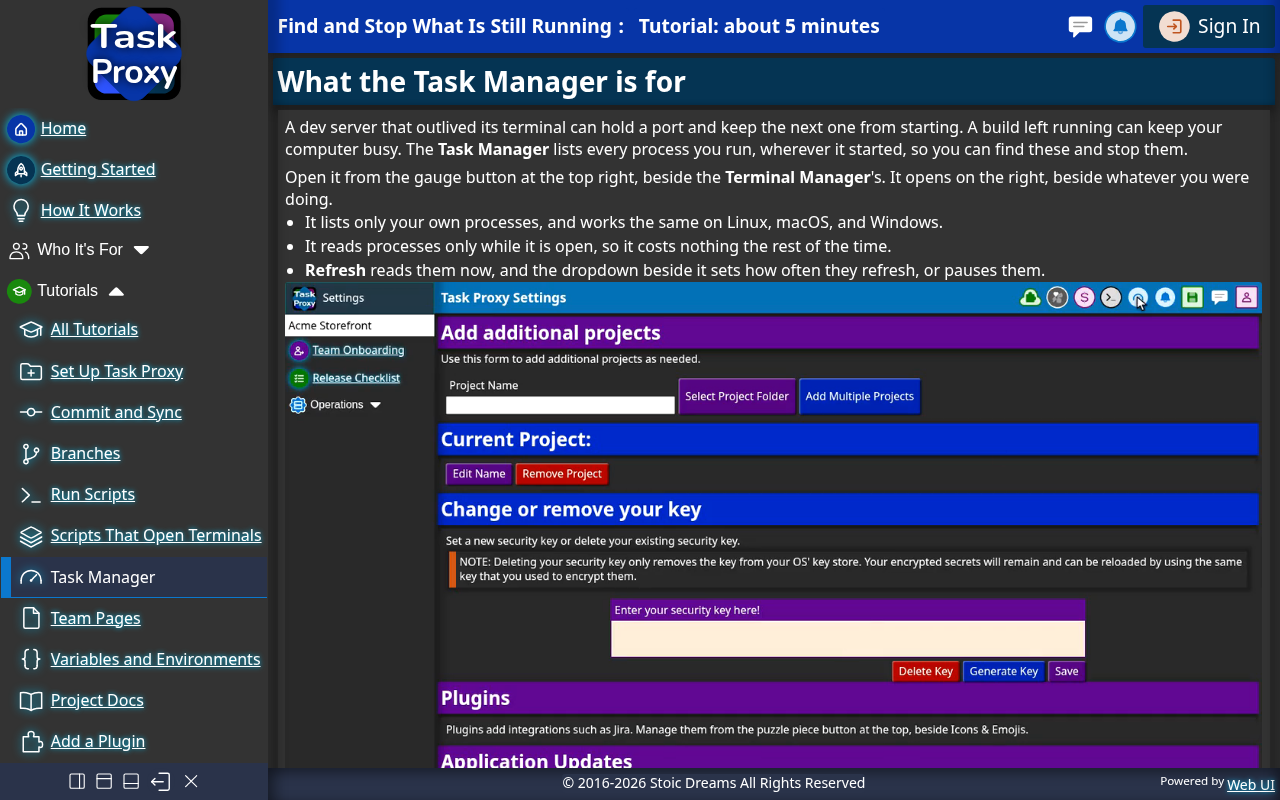 Task Proxy
Home
Getting Started
How It Works
Who It's For
Tutorials
All Tutorials
Set Up Task Proxy
Commit and Sync
Branches
Run Scripts
Scripts That Open Terminals
Task Manager
Team Pages
Variables and Environments
Project Docs
Add a Plugin
Find and Stop What Is Still Running : Tutorial: about 5 minutes
Sign In
What the Task Manager is for
A dev server that outlived its terminal can hold a port and keep the next one from starting. A build left running can keep your
computer busy. The Task Manager lists every process you run, wherever it started, so you can find these and stop them.
Open it from the gauge button at the top right, beside the Terminal Manager's. It opens on the right, beside whatever you were
doing.
• It lists only your own processes, and works the same on Linux, macOS, and Windows.
• It reads processes only while it is open, so it costs nothing the rest of the time.
• Refresh reads them now, and the dropdown beside it sets how often they refresh, or pauses them.
Task Proxy
Settings
Task Proxy Settings
S
Acme Storefront
Team Onboarding
Release Checklist
Operations
Add additional projects
Use this form to add additional projects as needed.
Project Name
Select Project Folder
Add Multiple Projects
Current Project:
Edit Name
Remove Project
Change or remove your key
Set a new security key or delete your existing security key.
NOTE: Deleting your security key only removes the key from your OS' key store. Your encrypted secrets will remain and can be reloaded by using the same
key that you used to encrypt them.
Enter your security key here!
Delete Key
Generate Key
Save
Plugins
Plugins add integrations such as Jira. Manage them from the puzzle piece button at the top, beside Icons & Emojis.
Application Updates
© 2016-2026 Stoic Dreams All Rights Reserved
Powered by Web UI